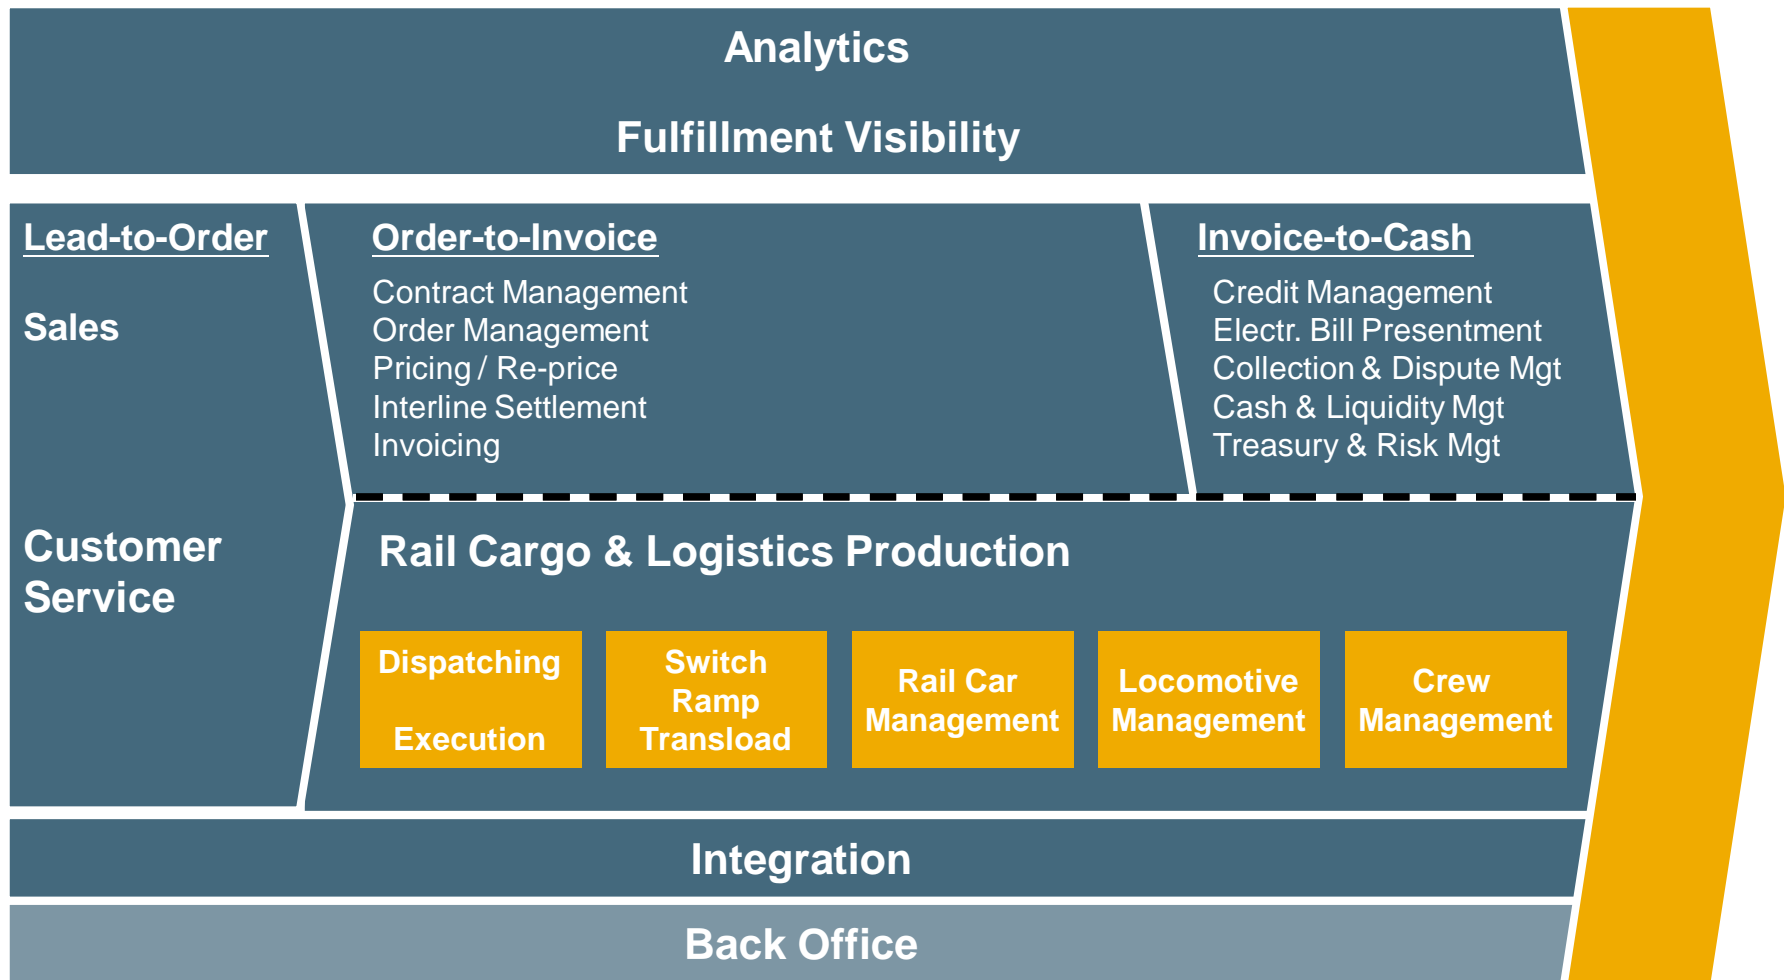 Analytics
Fulfillment Visibility
Lead-to-Order
Sales
Customer
Service
Order-to-Invoice
Contract Management
Order Management
Pricing / Re-price
Interline Settlement
Invoicing
Invoice-to-Cash
Credit Management
Electr. Bill Presentment
Collection & Dispute Mgt
Cash & Liquidity Mgt
Treasury & Risk Mgt
Rail Cargo & Logistics Production
Dispatching
Execution
Switch
Ramp
Transload
Rail Car
Management
Locomotive
Management
Crew
Management
Integration
Back Office